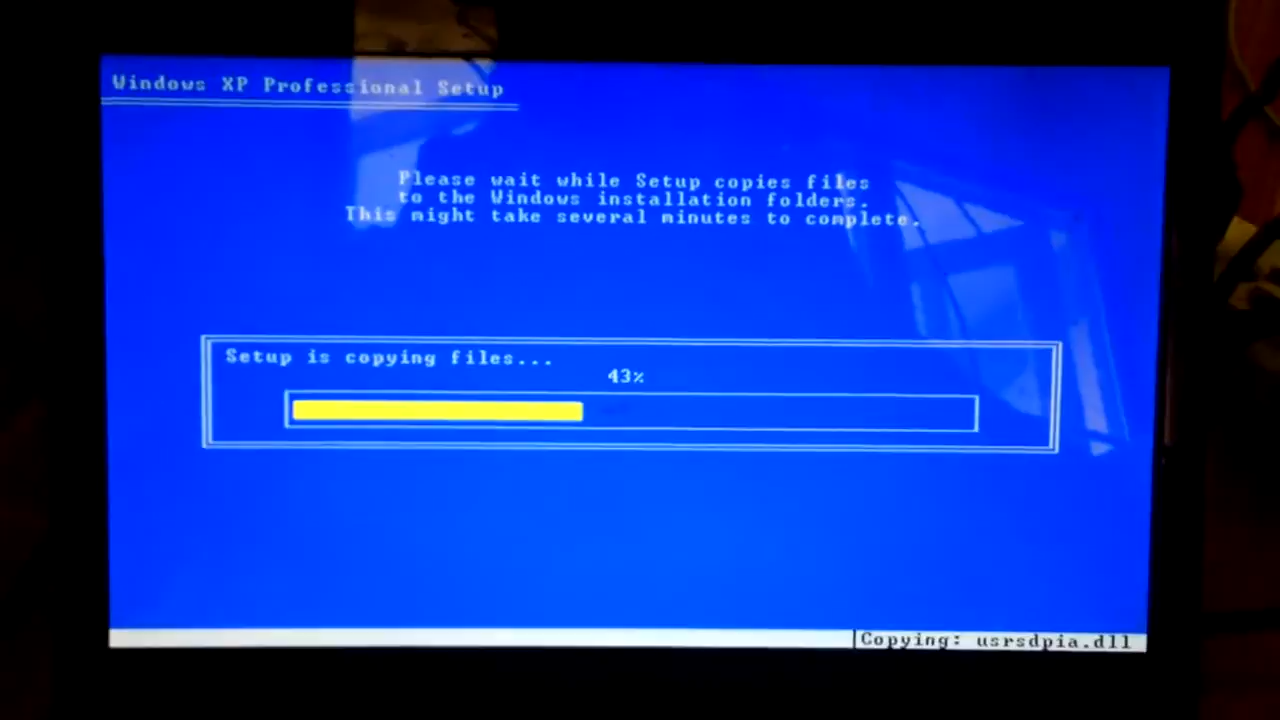 Windows XP Professional Setup
Please wait while Setup copies files
to the Windows installation folders.
This might take several minutes to complete.
Setup is copying files...
43%
Copying: usrsdpia.dll